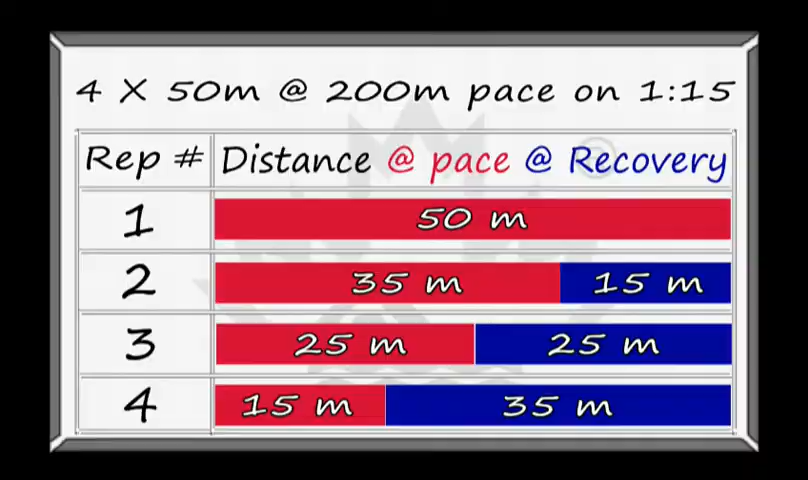 4 X 50m @ 200m pace on 1:15
Rep # Distance @ pace @ Recovery
1 50 m
2 35 m 15 m
3 25 m 25 m
4 15 m 35 m